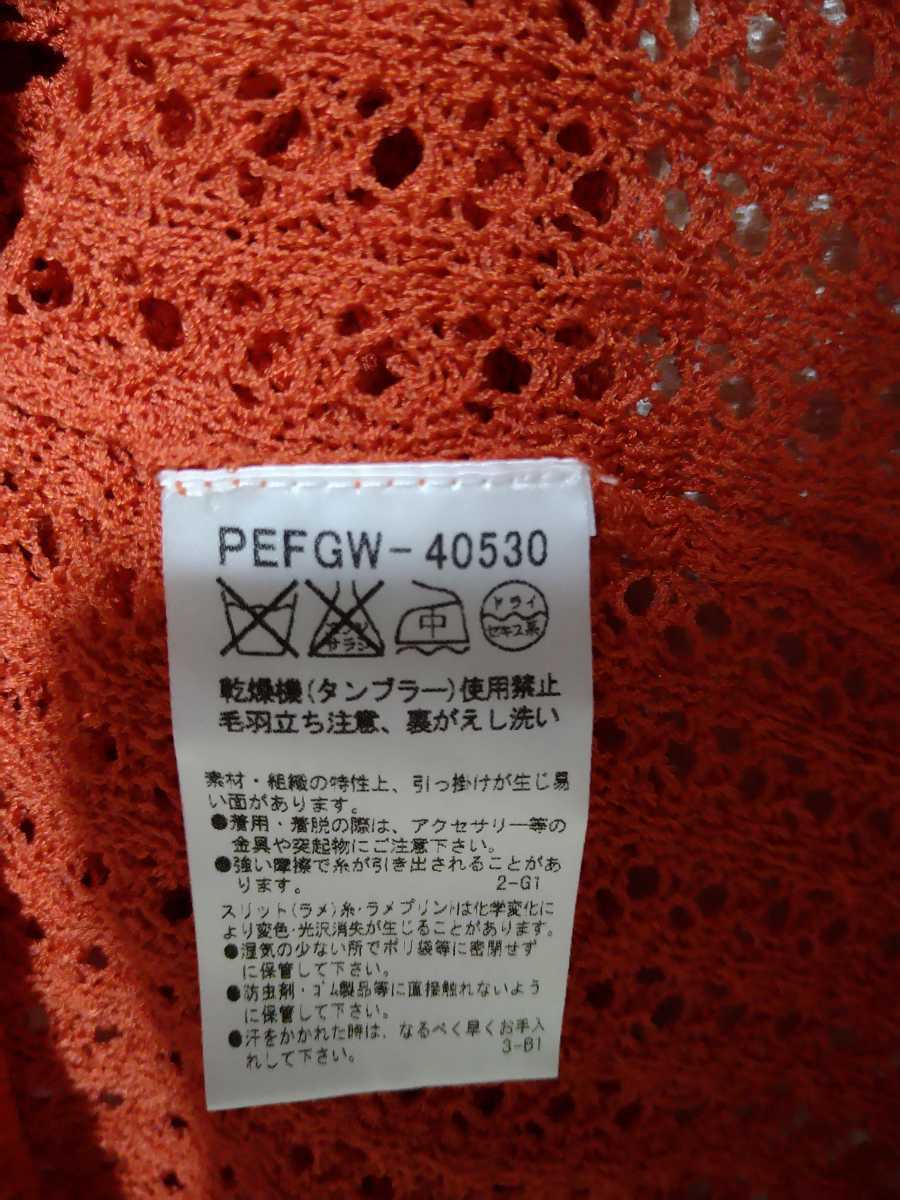 PEFGW-40530
エンソ サラシ 中 ドライ
セキユ系
乾燥機(タンブラー)使用禁止
毛羽立ち注意、裏がえし洗い
素材・組織の特性上、引っ掛けが生じ易
い面があります。
●着用・着脱の際は、アクセサリー等の
金具や突起物にご注意下さい。
●強い摩擦で糸が引き出されることがあ
ります。 2-G1
スリット(ラメ)糸・ラメプリントは化学変化に
より変色・光沢消失が生じることがあります。
●湿気の少ない所でポリ袋等に密閉せず
に保管して下さい。
●防虫剤・ゴム製品等に直接触れないよう
に保管して下さい。
●汗をかかれた時は、なるべく早くお手入
れして下さい。 3-B1